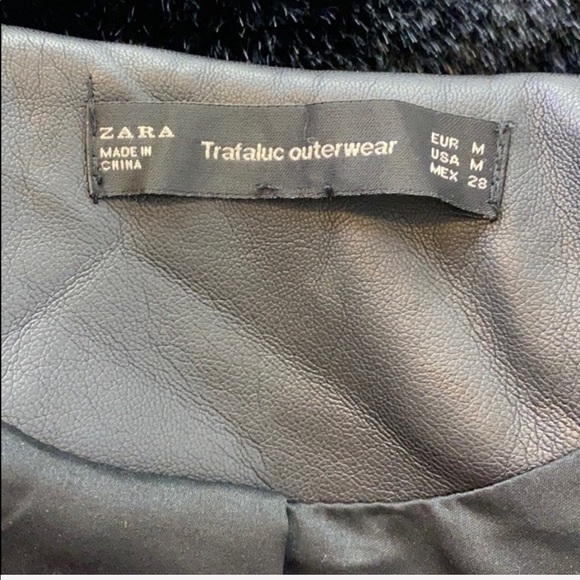 ZARA
MADE IN
CHINA
Trafaluc outerwear
EUR M
USA M
MEX 28